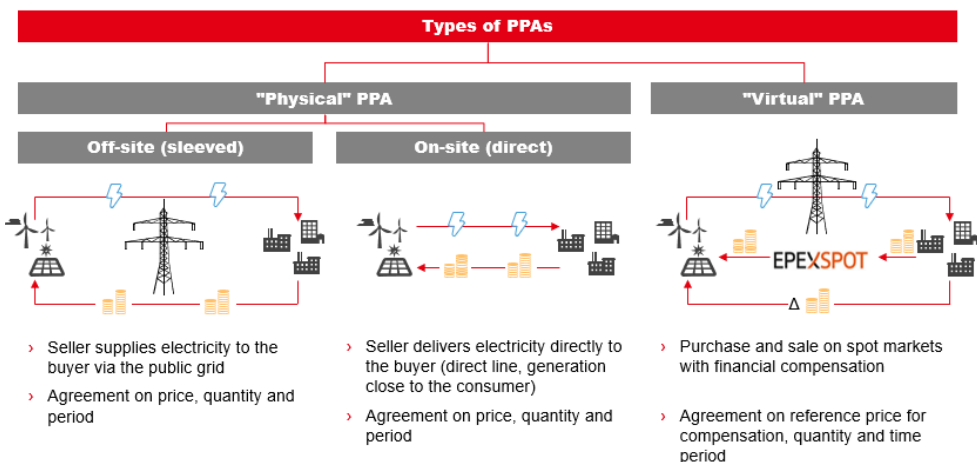 Types of PPAs
"Physical" PPA
"Virtual" PPA
Off-site (sleeved)
On-site (direct)
EPEXSPOT
Δ
› Seller supplies electricity to the
buyer via the public grid
› Agreement on price, quantity and
period
› Seller delivers electricity directly to
the buyer (direct line, generation
close to the consumer)
› Agreement on price, quantity and
period
› Purchase and sale on spot markets
with financial compensation
› Agreement on reference price for
compensation, quantity and time
period